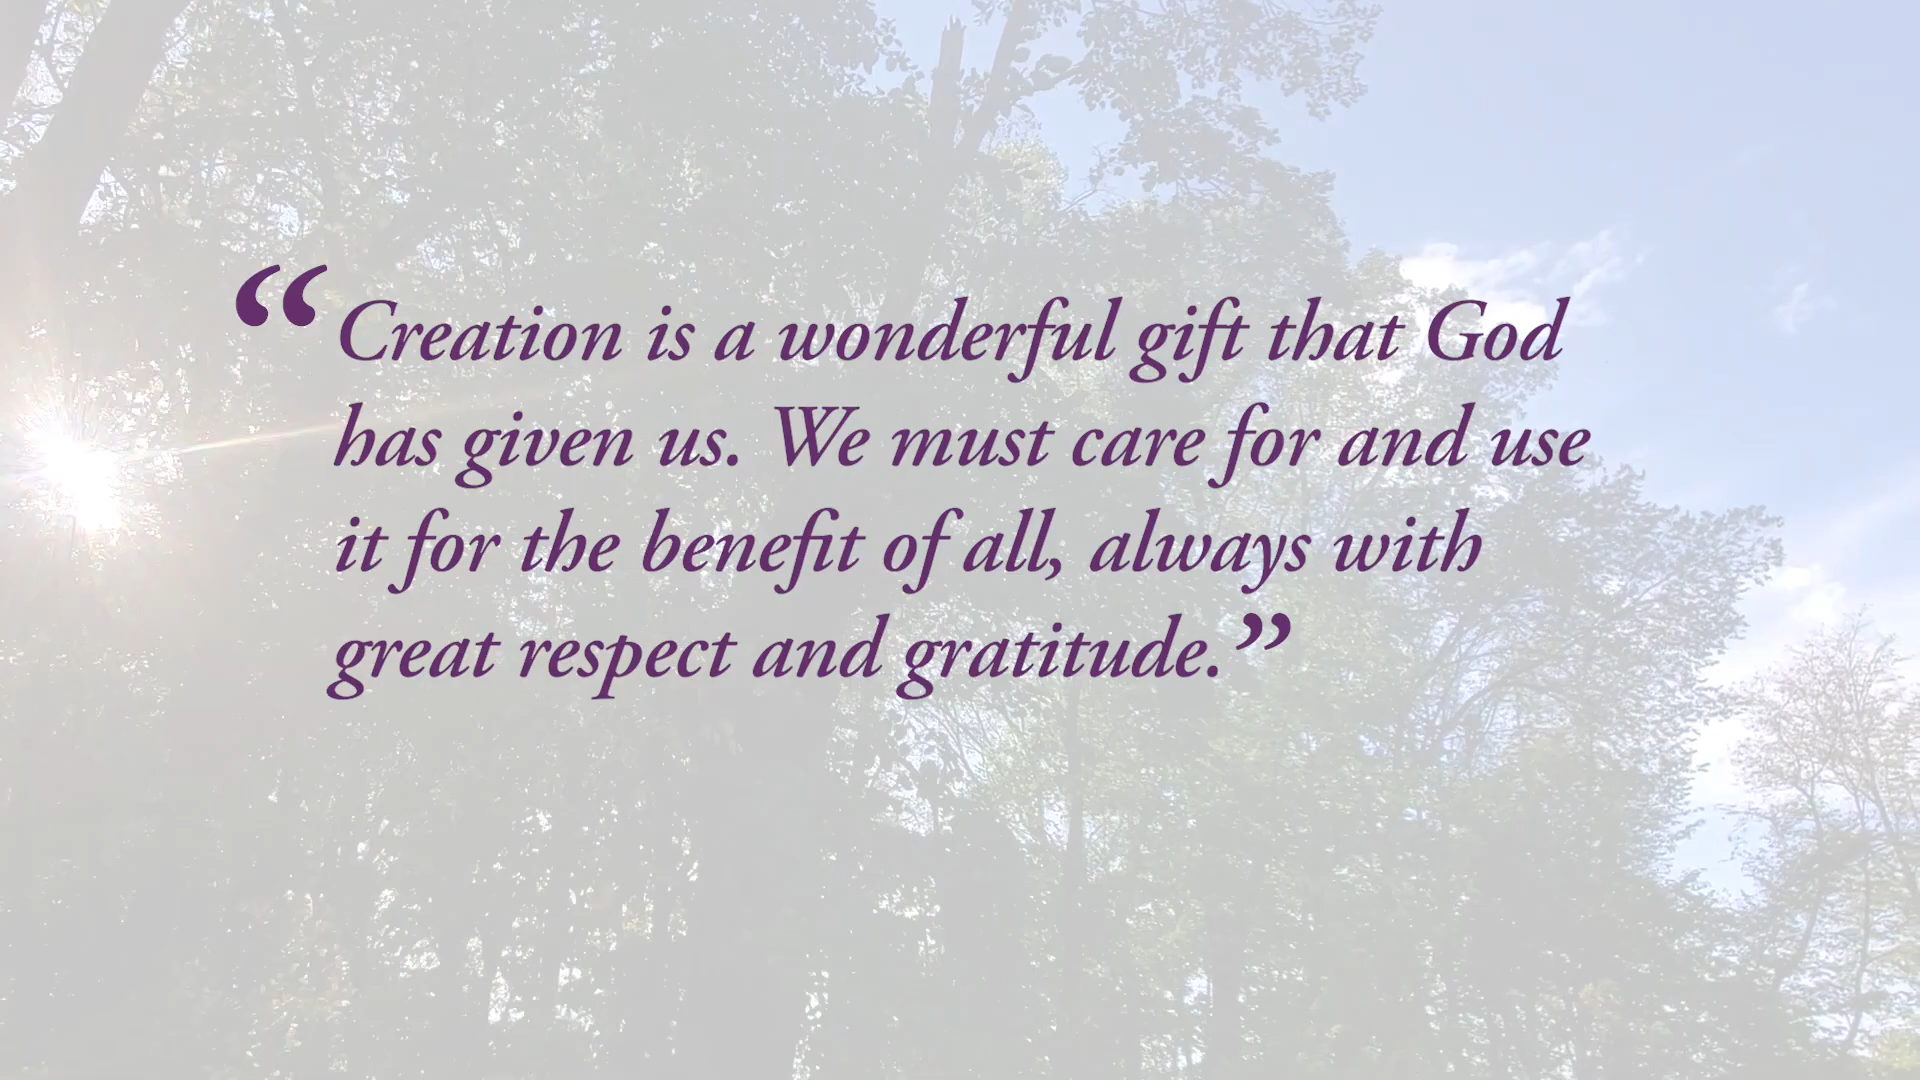 “Creation is a wonderful gift that God
has given us. We must care for and use
it for the benefit of all, always with
great respect and gratitude.”